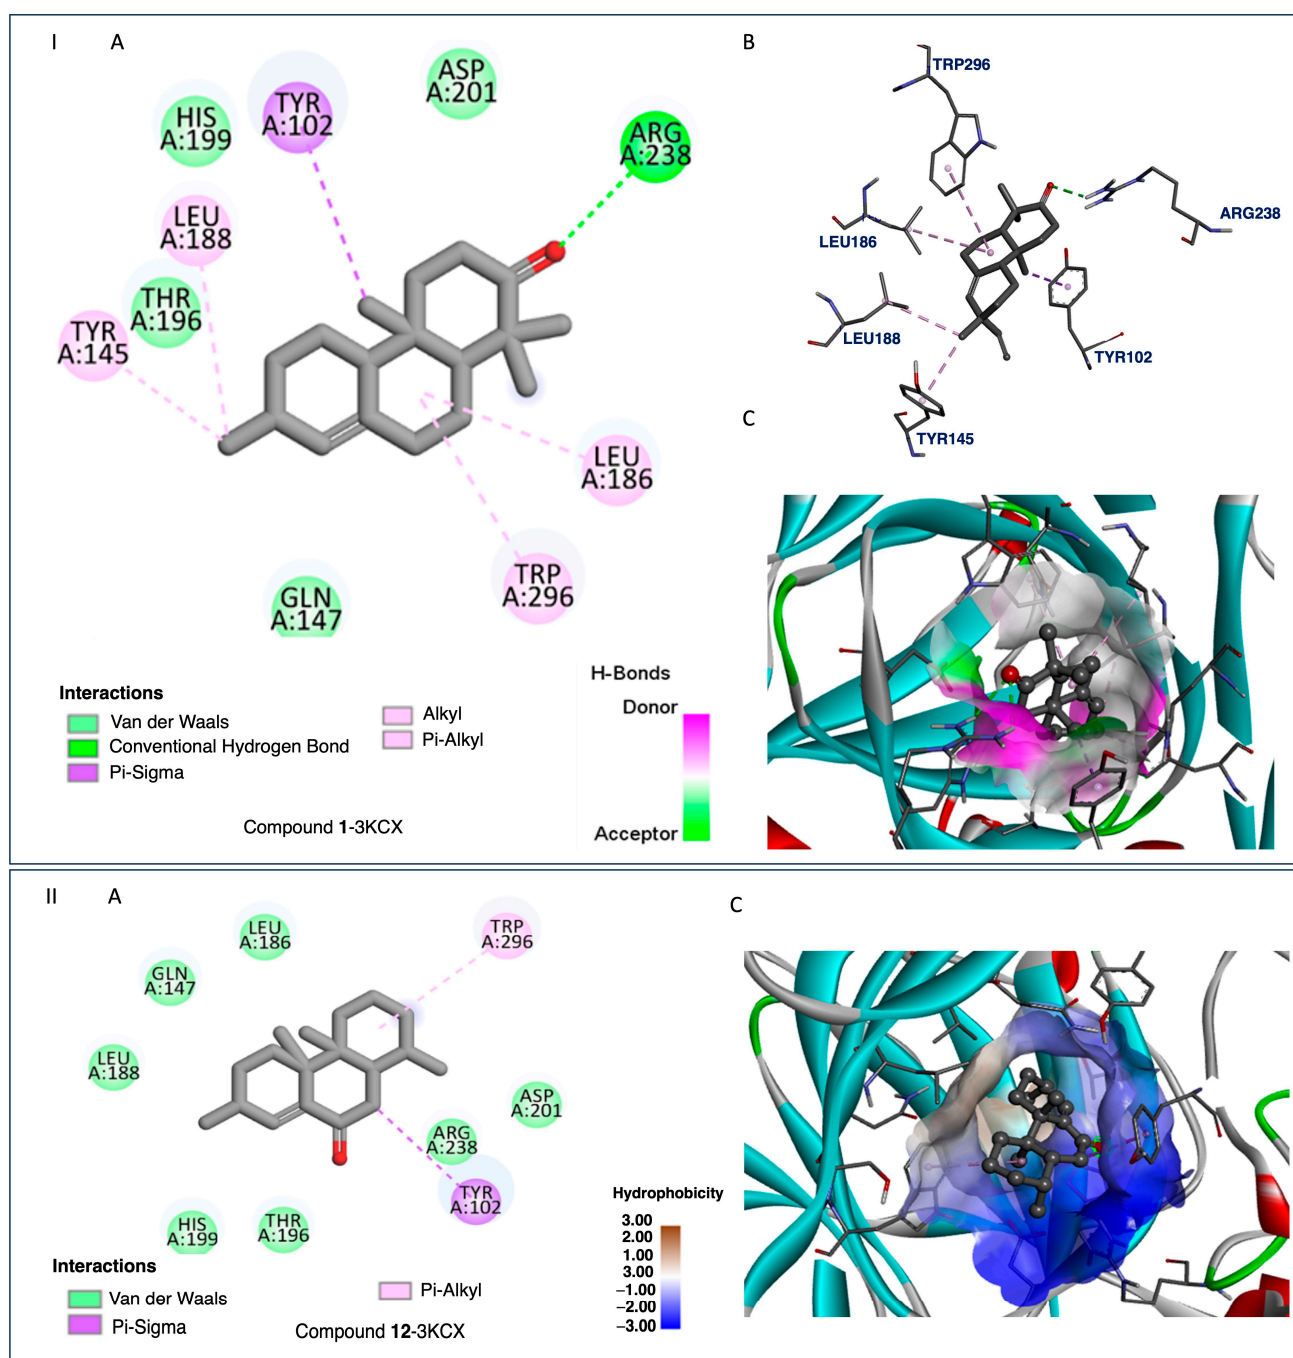 I
A
ASP
A:201
TYR
A:102
HIS
A:199
ARG
A:238
LEU
A:188
THR
A:196
TYR
A:145
LEU
A:186
TRP
A:296
GLN
A:147
Interactions
Van der Waals
Conventional Hydrogen Bond
Pi-Sigma
Alkyl
Pi-Alkyl
Compound 1-3KCX
H-Bonds
Donor
Acceptor
B
TRP296
ARG238
LEU186
LEU188
TYR102
TYR145
C
II
A
LEU
A:186
TRP
A:296
GLN
A:147
LEU
A:188
ASP
A:201
ARG
A:238
TYR
A:102
HIS
A:199
THR
A:196
Interactions
Van der Waals
Pi-Sigma
Pi-Alkyl
Compound 12-3KCX
Hydrophobicity
3.00
2.00
1.00
3.00
−1.00
−2.00
−3.00
C